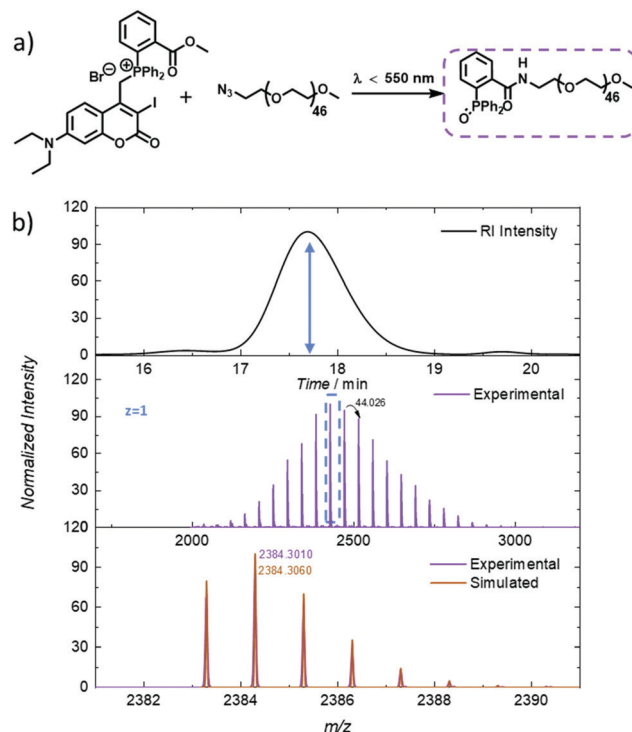 a)
O
O
Br⊖
⊕
PPh₂
I
N
O
O
+
N₃
O
O
46
λ < 550 nm
H
N
O
O
46
PPh₂
O
O
b)
120
90
60
30
0
RI Intensity
16
17
18
19
20
Time / min
Normalized Intensity
120
90
60
30
120
z=1
44.026
Experimental
2000
2500
3000
90
60
30
0
2384.3010
2384.3060
Experimental
Simulated
2382
2384
2386
2388
2390
m/z